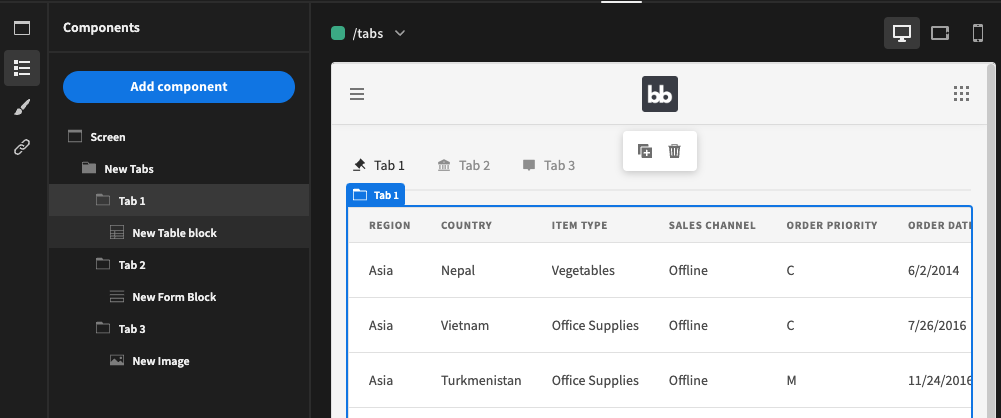 Components
Add component
Screen
New Tabs
Tab 1
New Table block
Tab 2
New Form Block
Tab 3
New Image
/tabs
bb
Tab 1 Tab 2 Tab 3
Tab 1
REGION COUNTRY ITEM TYPE SALES CHANNEL ORDER PRIORITY ORDER DATE
Asia Nepal Vegetables Offline C 6/2/2014
Asia Vietnam Office Supplies Offline C 7/26/2016
Asia Turkmenistan Office Supplies Offline M 11/24/2016